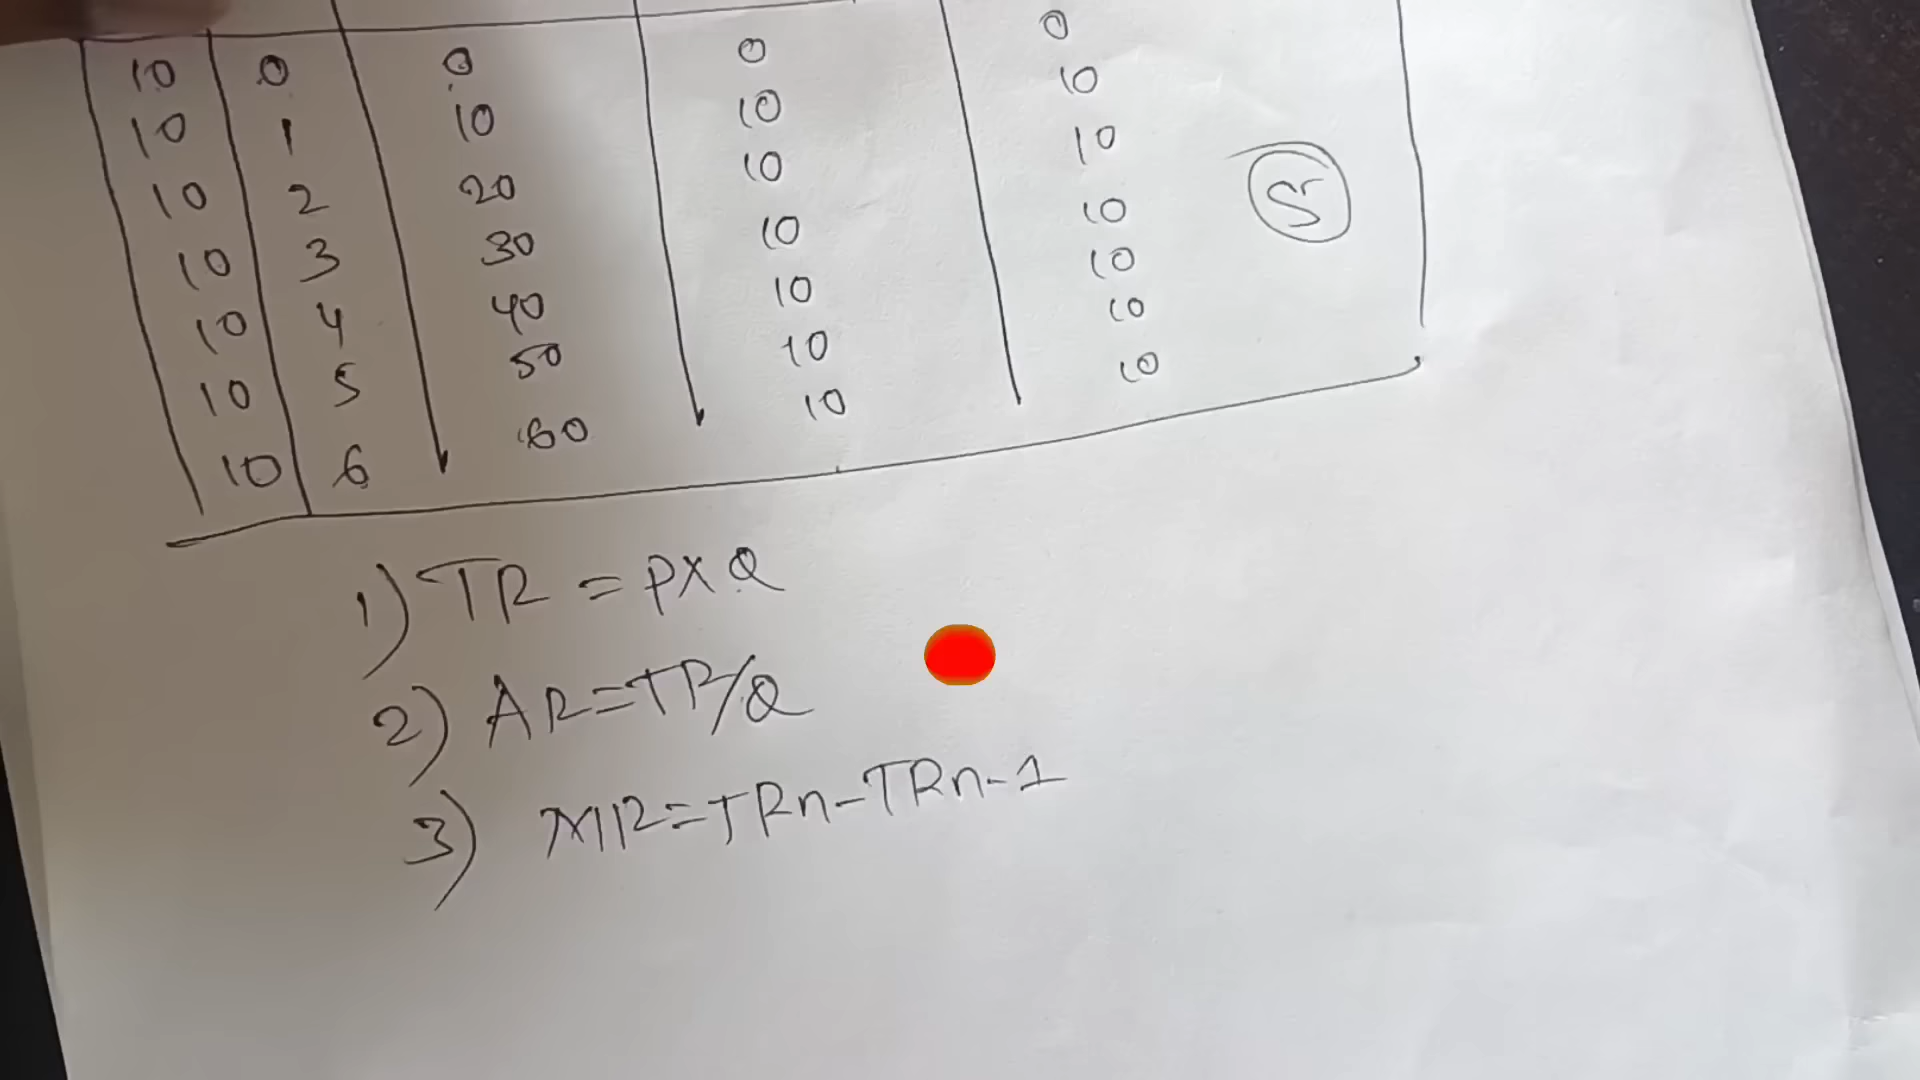 10 0 0 0 0
10 1 10 10 10
10 2 20 10 10
10 3 30 10 10
10 4 40 10 10
10 5 50 10 10
10 6 60 10 10
5
1) TR = PXQ
2) AR=TR/Q
3) MR=TRn-TRn-1